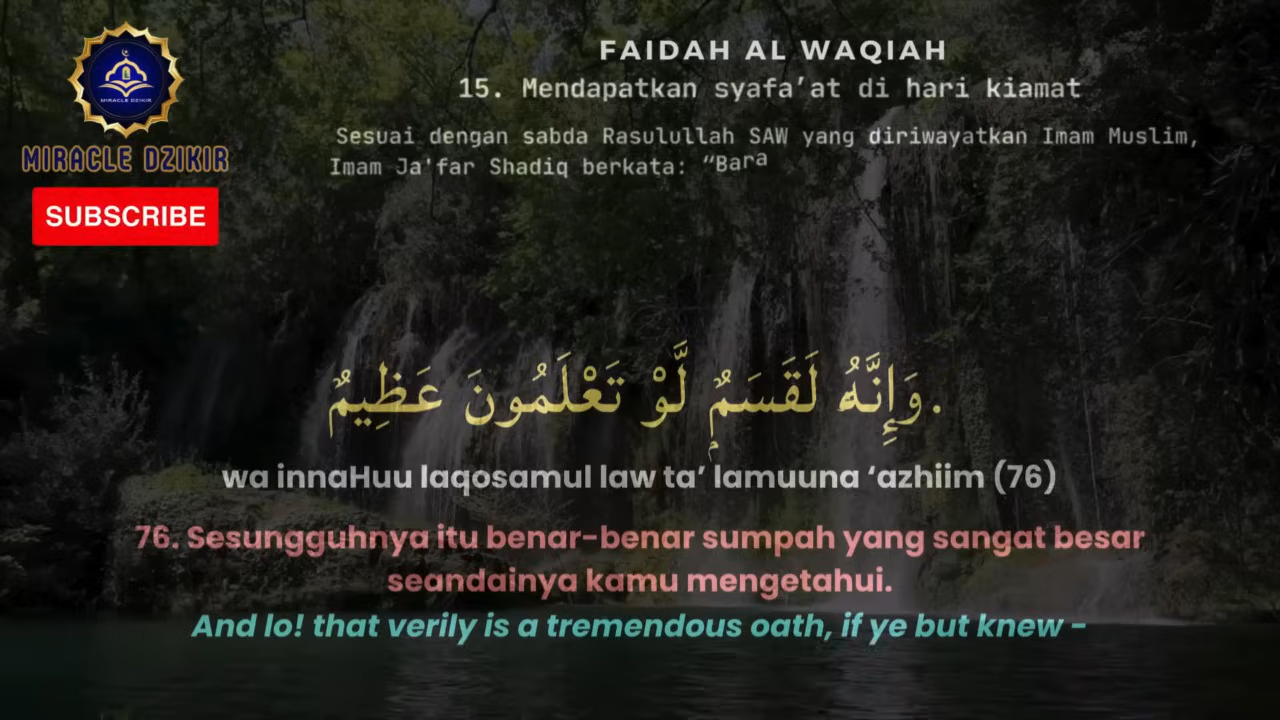 FAIDAH AL WAQIAH
15. Mendapatkan syafa’at di hari kiamat
Sesuai dengan sabda Rasulullah SAW yang diriwayatkan Imam Muslim,
Imam Ja'far Shadiq berkata: “Bara
MIRACLE DZIKIR
MIRACLE DZIKIR
SUBSCRIBE
وَإِنَّهُۥ لَقَسَمٌۭ لَّوْ تَعْلَمُونَ عَظِيمٌ.
wa innaHuu laqosamul law ta’ lamuuna ‘azhiim (76)
76. Sesungguhnya itu benar-benar sumpah yang sangat besar
seandainya kamu mengetahui.
And lo! that verily is a tremendous oath, if ye but knew -